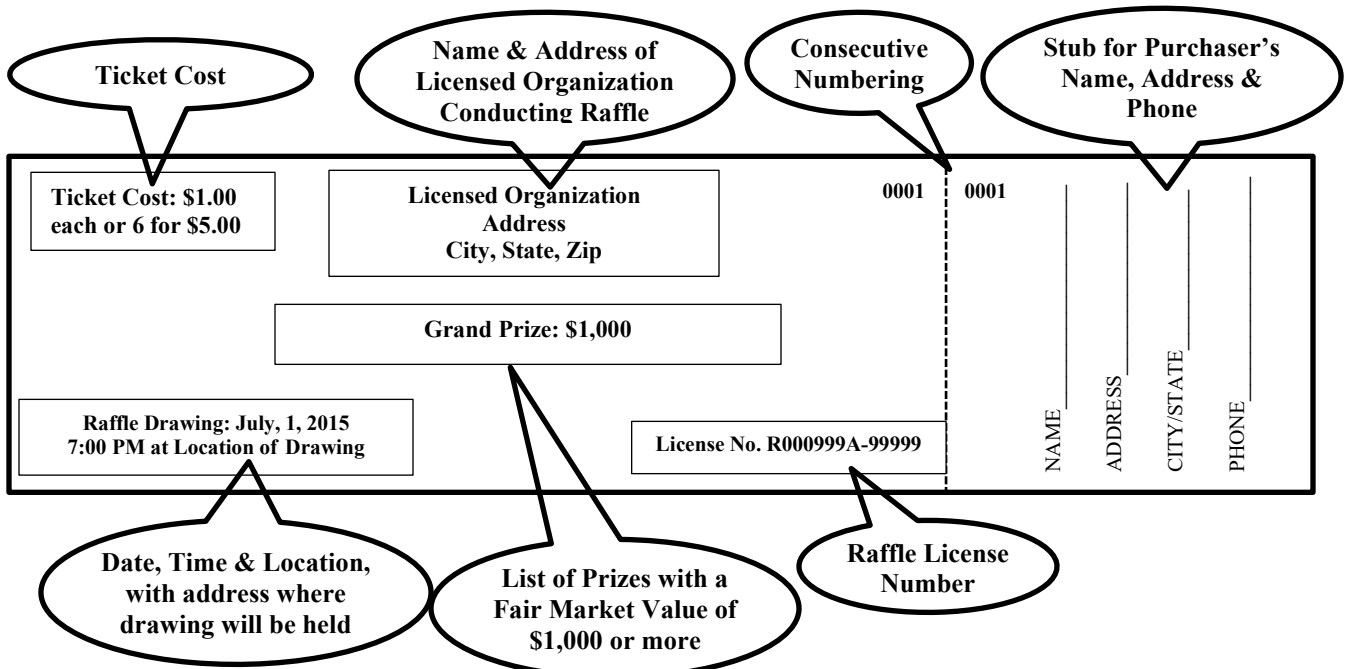 Ticket Cost
Name & Address of
Licensed Organization
Conducting Raffle
Consecutive
Numbering
Stub for Purchaser’s
Name, Address &
Phone
Ticket Cost: $1.00
each or 6 for $5.00
Licensed Organization
Address
City, State, Zip
0001
0001
Grand Prize: $1,000
Raffle Drawing: July, 1, 2015
7:00 PM at Location of Drawing
License No. R000999A-99999
NAME
ADDRESS
CITY/STATE
PHONE
Date, Time & Location,
with address where
drawing will be held
List of Prizes with a
Fair Market Value of
$1,000 or more
Raffle License
Number